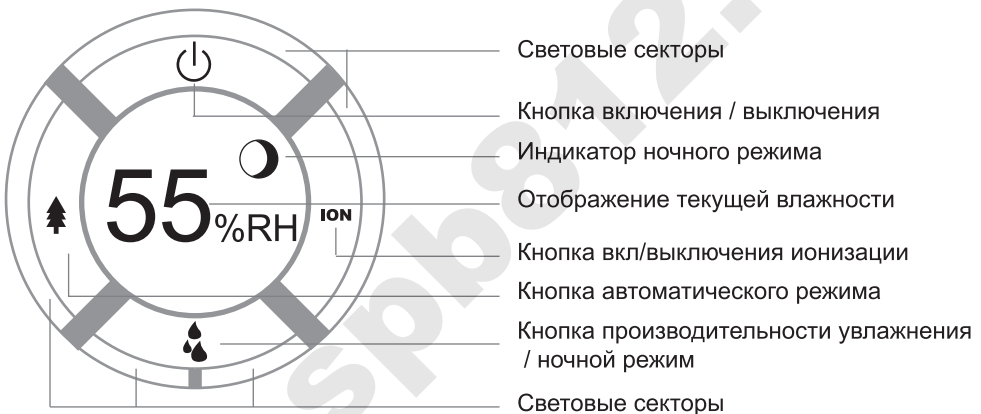 Световые секторы
Кнопка включения / выключения
Индикатор ночного режима
55%RH
Отображение текущей влажности
ION
Кнопка вкл/выключения ионизации
Кнопка автоматического режима
Кнопка производительности увлажнения
/ ночной режим
Световые секторы
spb812.